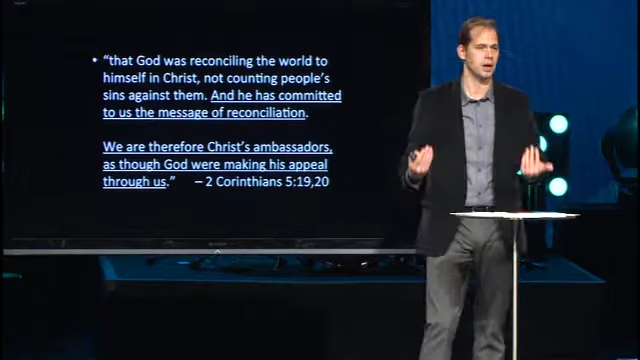 • “that God was reconciling the world to
himself in Christ, not counting people’s
sins against them. And he has committed
to us the message of reconciliation.
We are therefore Christ’s ambassadors,
as though God were making his appeal
through us.” – 2 Corinthians 5:19,20